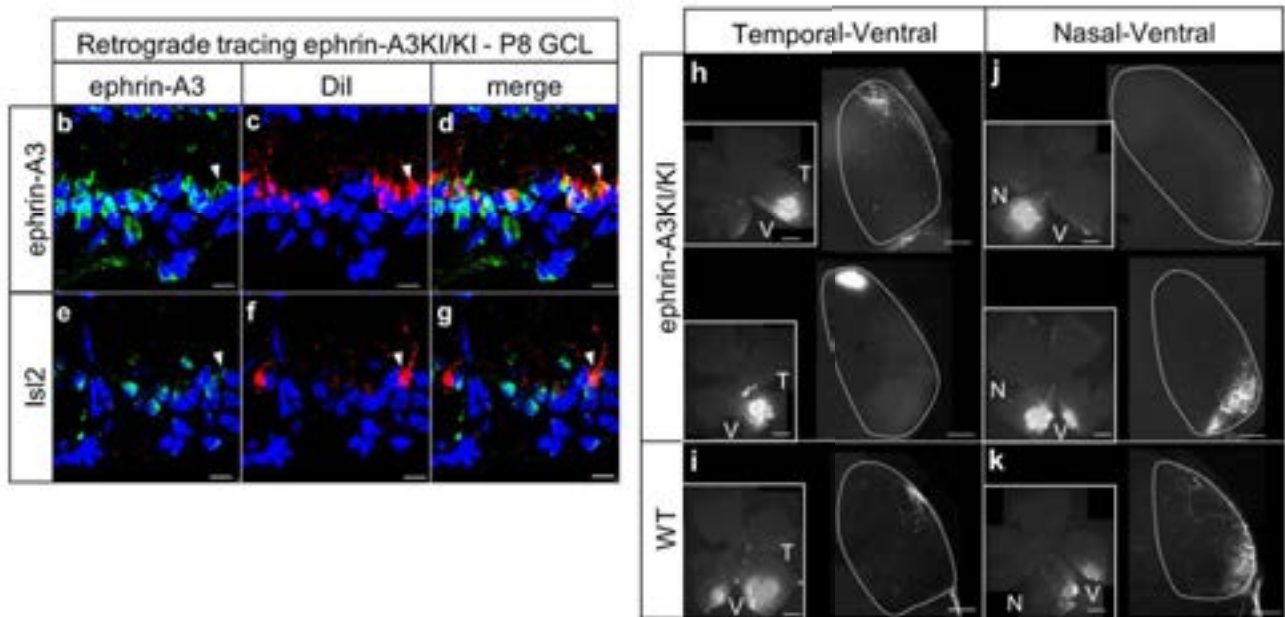 Retrograde tracing ephrin-A3KI/KI - P8 GCL
ephrin-A3 DiI merge
ephrin-A3
b c d
Isl2
e f g
Temporal-Ventral Nasal-Ventral
ephrin-A3KI/KI
h j
T N
V V
T N
V V
WT
i k
T
V N V